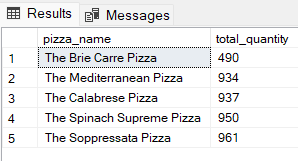 Results Messages
pizza_name total_quantity
1 The Brie Carre Pizza 490
2 The Mediterranean Pizza 934
3 The Calabrese Pizza 937
4 The Spinach Supreme Pizza 950
5 The Soppressata Pizza 961